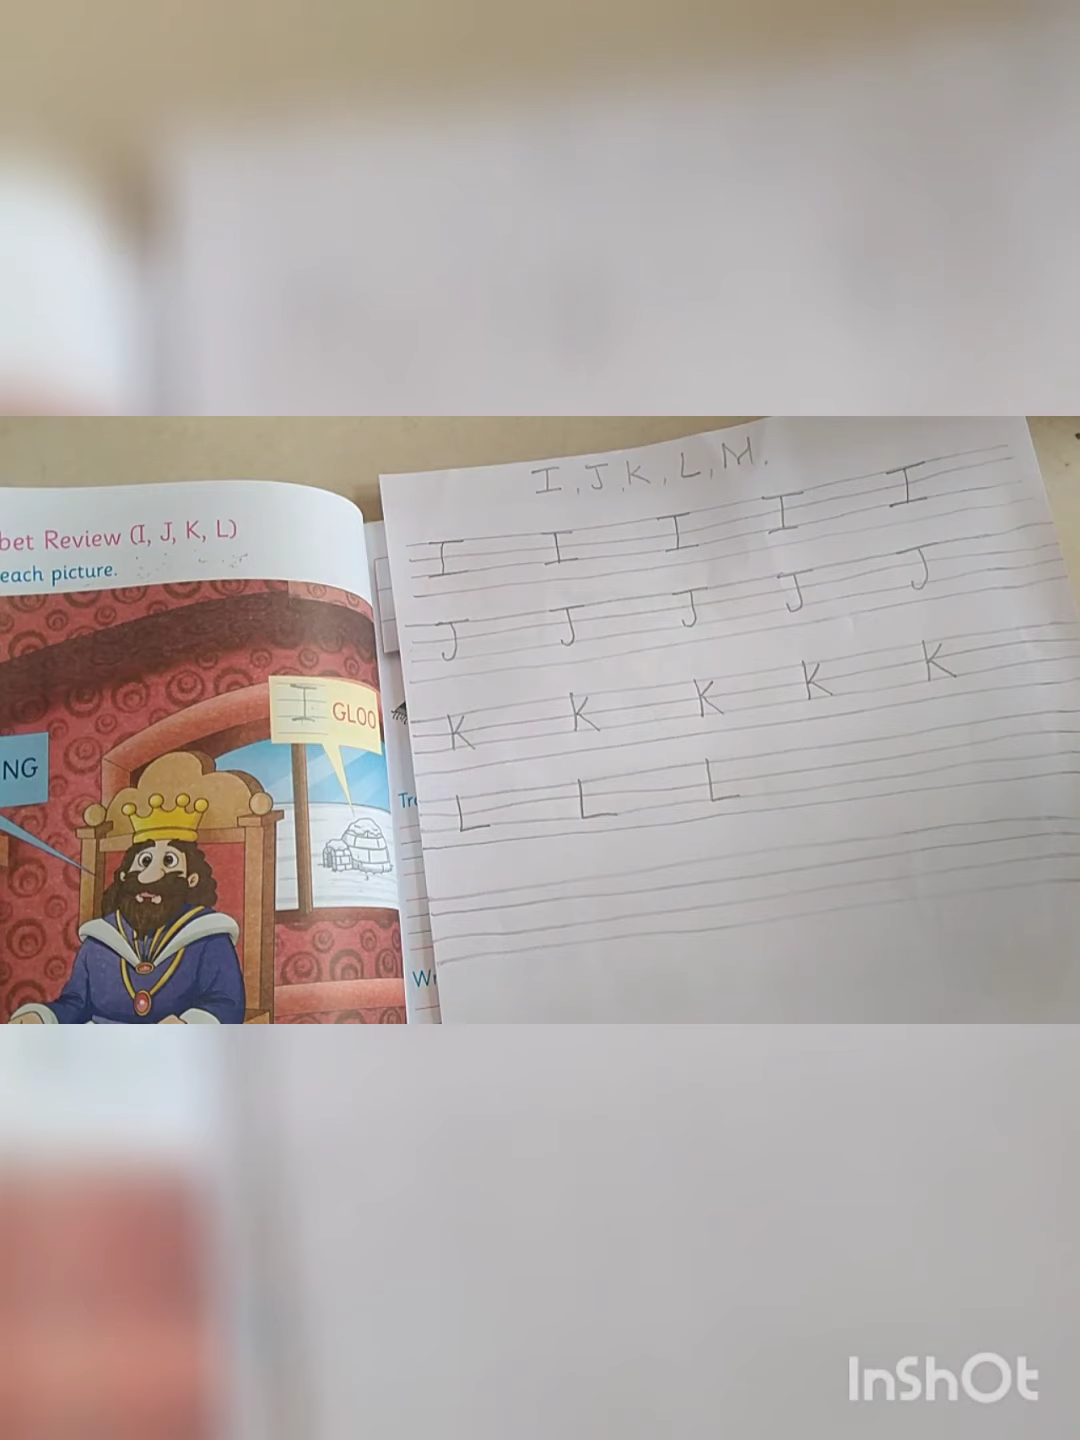 bet Review (I, J, K, L)
each picture.
I GLOO
NG
I, J, K, L, M.
I I I I I
J J J J J
K K K K K
L L L
InShOt